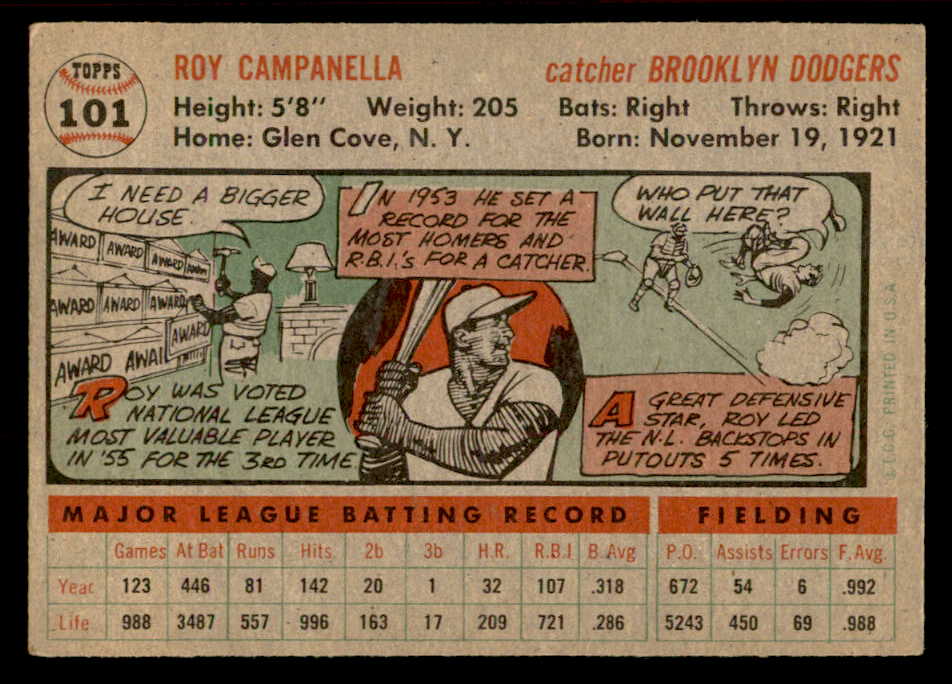 TOPPS
101
ROY CAMPANELLA catcher BROOKLYN DODGERS
Height: 5'8" Weight: 205 Bats: Right Throws: Right
Home: Glen Cove, N. Y. Born: November 19, 1921
I NEED A BIGGER
HOUSE.
AWARD
AWARD
AWARD
AWARD
AWARD
AWARD
AWARD
AWARD
AWARD
ROY WAS VOTED
NATIONAL LEAGUE
MOST VALUABLE PLAYER
IN '55 FOR THE 3RD TIME.
IN 1953 HE SET A
RECORD FOR THE
MOST HOMERS AND
R.B.I.'s FOR A CATCHER.
WHO PUT THAT
WALL HERE?
A GREAT DEFENSIVE
STAR, ROY LED
THE N.L. BACKSTOPS IN
PUTOUTS 5 TIMES.
© T.C.G. PRINTED IN U.S.A.
MAJOR LEAGUE BATTING RECORD FIELDING
Games At Bat Runs Hits 2b 3b H.R. R.B.I B. Avg P.O. Assists Errors F. Avg.
Year 123 446 81 142 20 1 32 107 .318 672 54 6 .992
Life 988 3487 557 996 163 17 209 721 .286 5243 450 69 .988